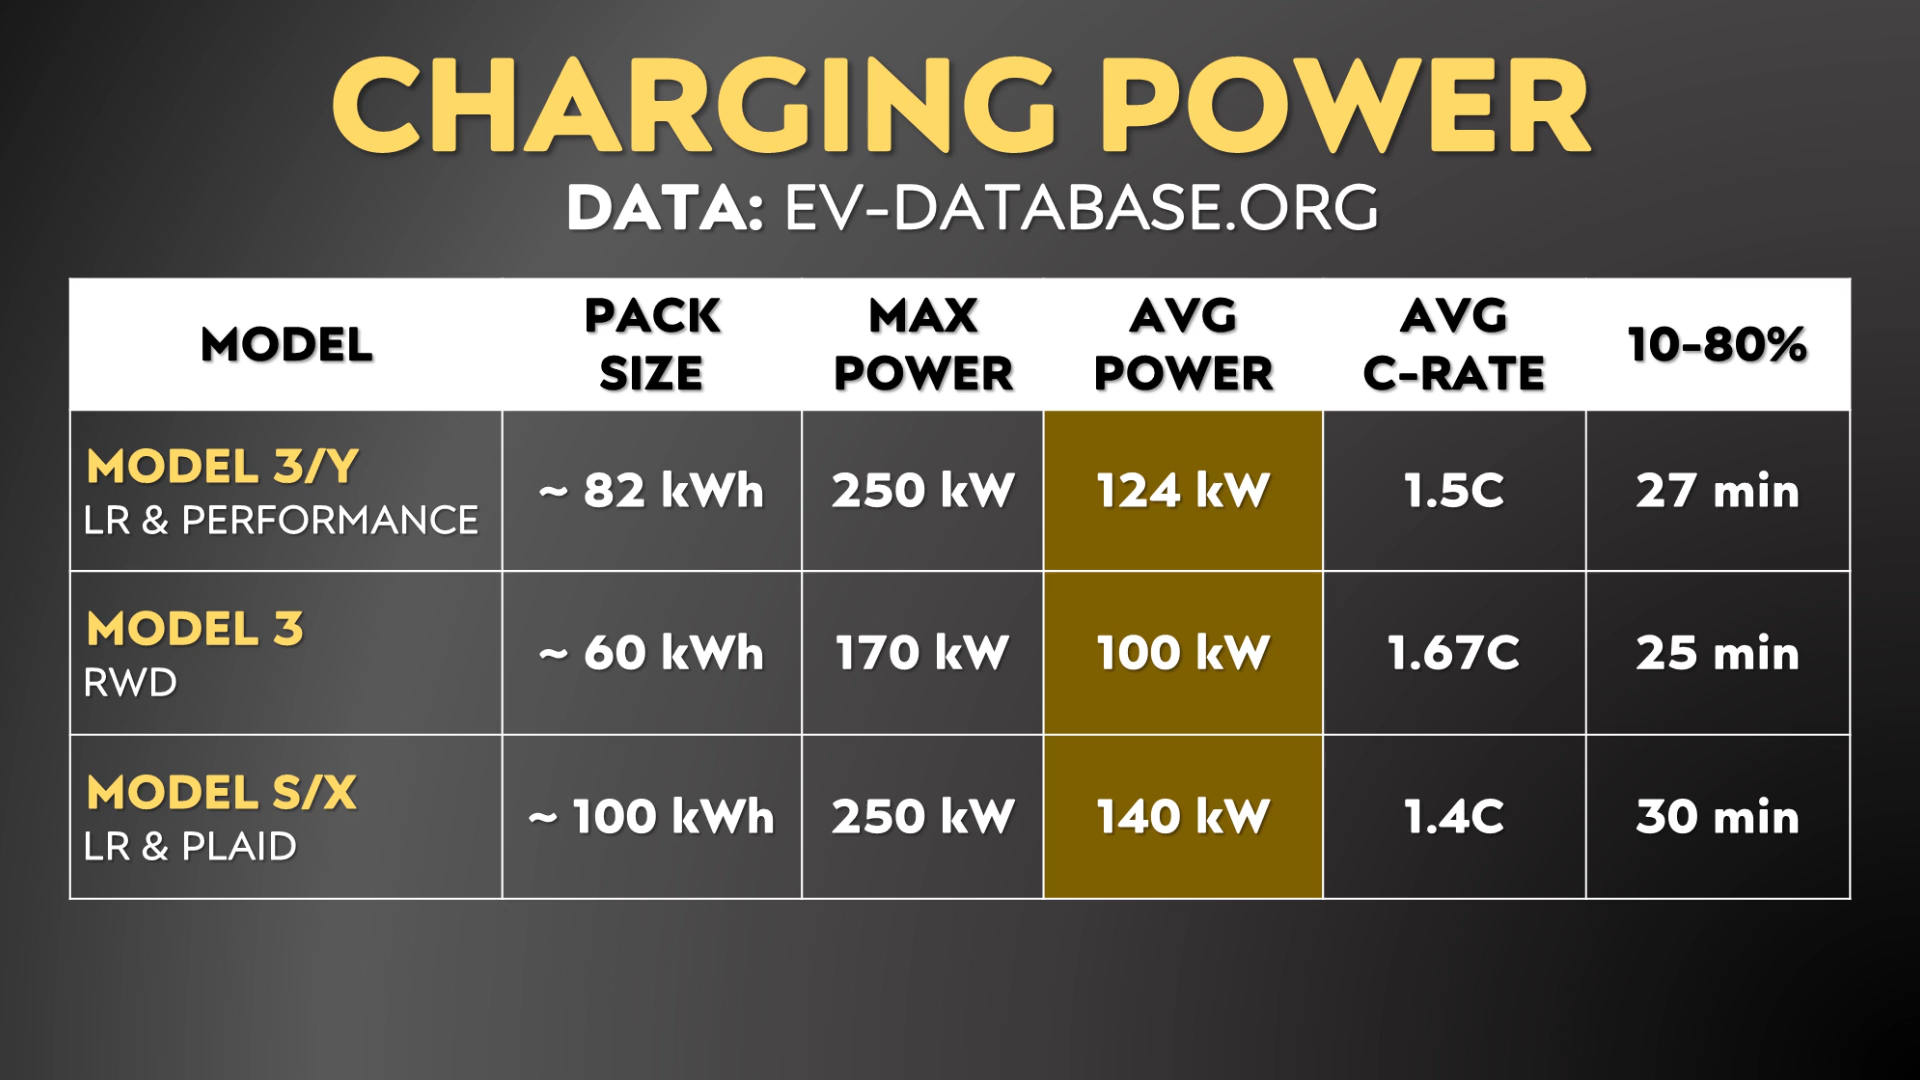 CHARGING POWER
DATA: EV-DATABASE.ORG
MODEL
PACK
SIZE
MAX
POWER
AVG
POWER
AVG
C-RATE
10-80%
MODEL 3/Y
LR & PERFORMANCE
~ 82 kWh
250 kW
124 kW
1.5C
27 min
MODEL 3
RWD
~ 60 kWh
170 kW
100 kW
1.67C
25 min
MODEL S/X
LR & PLAID
~ 100 kWh
250 kW
140 kW
1.4C
30 min